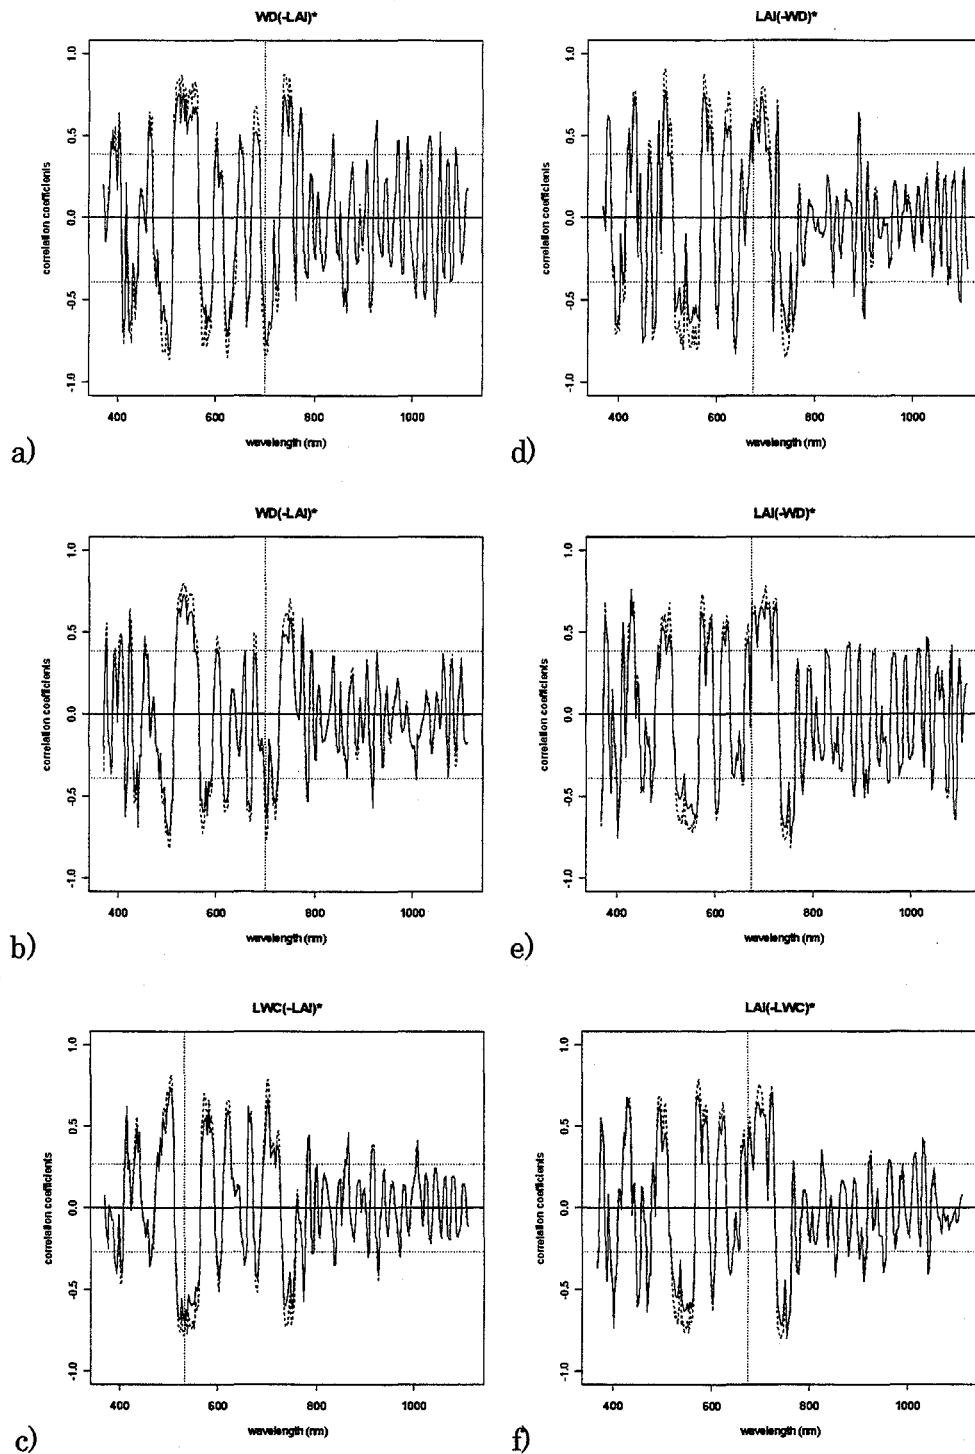 WD(-LAI)*
correlation coefficients
1.0
0.5
0.0
-0.5
-1.0
400 600 800 1000
wavelength (nm)
a)
LAI(-WD)*
correlation coefficients
1.0
0.5
0.0
-0.5
-1.0
400 600 800 1000
wavelength (nm)
d)
WD(-LAI)*
correlation coefficients
1.0
0.5
0.0
-0.5
-1.0
400 600 800 1000
wavelength (nm)
b)
LAI(-WD)*
correlation coefficients
1.0
0.5
0.0
-0.5
-1.0
400 600 800 1000
wavelength (nm)
e)
LWC(-LAI)*
correlation coefficients
1.0
0.5
0.0
-0.5
-1.0
400 600 800 1000
wavelength (nm)
c)
LAI(-LWC)*
correlation coefficients
1.0
0.5
0.0
-0.5
-1.0
400 600 800 1000
wavelength (nm)
f)